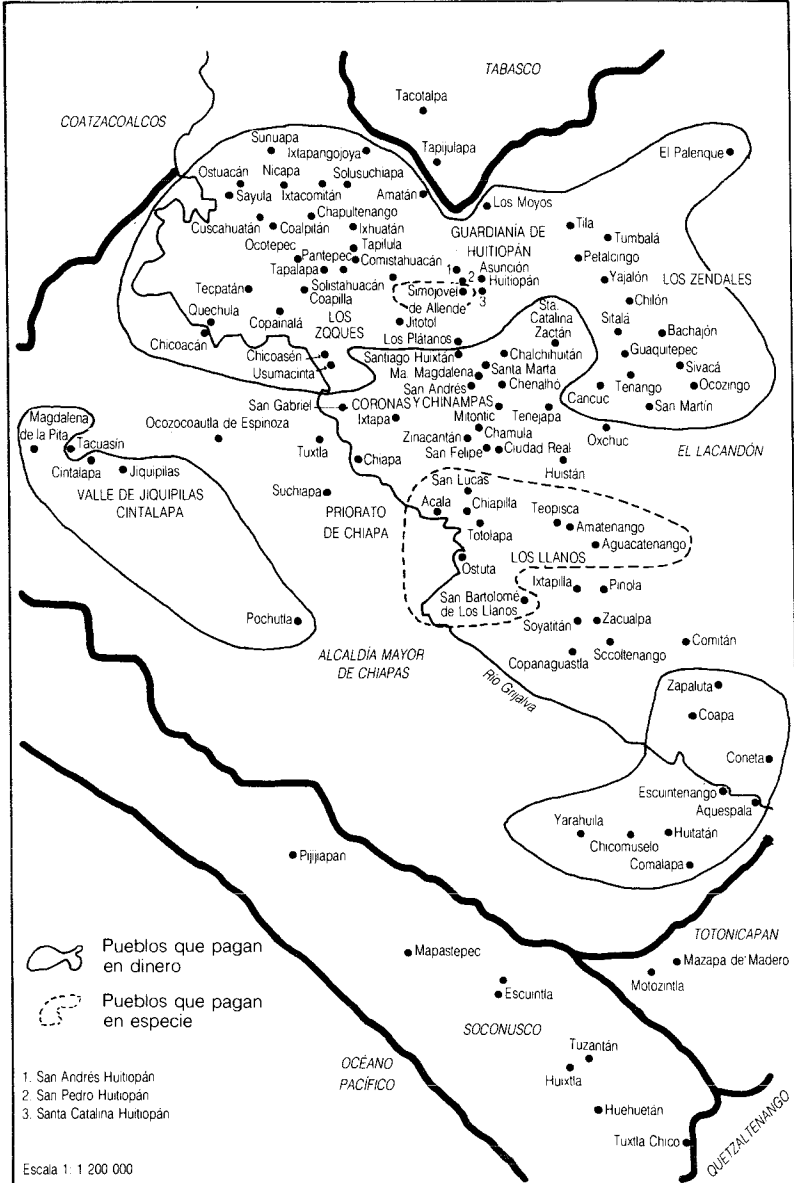 TABASCO
Tacotalpa
COATZACOALCOS
Tapijulapa
El Palenque
Sunuapa
Ixtapangojoya
Ostuacán
Nicapa
Solusuchiapa
Sayula
Ixtacomitán
Amatán
Los Moyos
Chapultenango
Cuscahuatán
Coalpitán
Ixhuatán
GUARDIANÍA DE
HUITIOPÁN
Tila
Tumbalá
Ocotepec
Tapilula
Pantepec
Comistahuacán
Petalcingo
Tapalapa
1
2
3
Asunción
Huitiopán
Yajalón
LOS ZENDALES
Tecpatán
Solistahuacán
Coapilla
Simojovel
de Allende
Sta.
Catalina
Zactán
Chilón
Quechula
Copainalá
LOS
ZOQUES
Jitotol
Sitalá
Bachajón
Chicoacán
Los Plátanos
Chicoasén
Santiago Huixtán
Chalchihuitán
Guaquitepec
Usumacinta
Ma. Magdalena
Santa Marta
Sivacá
San Andrés
Chenalhó
Cancuc
Tenango
Ocozingo
San Gabriel
CORONAS Y CHINAMPAS
San Martín
Magdalena
de la Pita
Ocozocoautla de Espinoza
Ixtapa
Mitontic
Tenejapa
Tacuasín
Tuxtla
Zinacantán
Chamula
Oxchuc
EL LACANDÓN
Cintalapa
Jiquipilas
Chiapa
San Felipe
Ciudad Real
Huistán
VALLE DE JIQUIPILAS
CINTALAPA
Suchiapa
PRIORATO
DE CHIAPA
San Lucas
Acala
Chiapilla
Teopisca
Amatenango
Totolapa
Aguacatenango
LOS LLANOS
Ostuta
Ixtapilla
Pinola
San Bartolomé
de Los Llanos
Pochutla
Soyatitán
Zacualpa
ALCALDÍA MAYOR
DE CHIAPAS
Copanaguastla
Sccoltenango
Comitán
Río Grijalva
Zapaluta
Coapa
Coneta
Escuintenango
Aquespala
Yarahuila
Chicomuselo
Huitatán
Comalapa
Pijijiapan
TOTONICAPAN
Pueblos que pagan
en dinero
Mapastepec
Mazapa de Madero
Motozintla
Pueblos que pagan
en especie
Escuintla
SOCONUSCO
Tuzantán
OCÉANO
PACÍFICO
Huixtla
1. San Andrés Huitiopán
2. San Pedro Huitiopán
3. Santa Catalina Huitiopán
Huehuetán
Tuxtla Chico
QUETZALTENANGO
Escala 1: 1 200 000